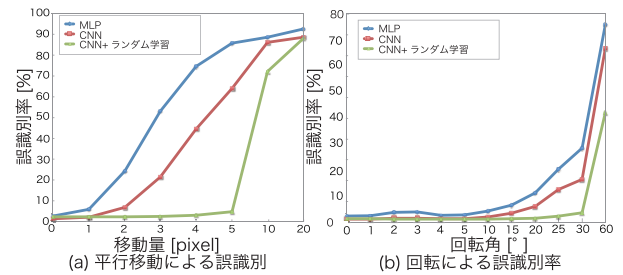 誤識別率 [%]
100
90
80
70
60
50
40
30
20
10
0
MLP
CNN
CNN+ ランダム学習
0 1 2 3 4 5 10 20
移動量 [pixel]
(a) 平行移動による誤識別
誤識別率 [%]
80
70
60
50
40
30
20
10
0
MLP
CNN
CNN+ ランダム学習
0 1 2 3 4 5 10 15 20 25 30 60
回転角 [°]
(b) 回転による誤識別率